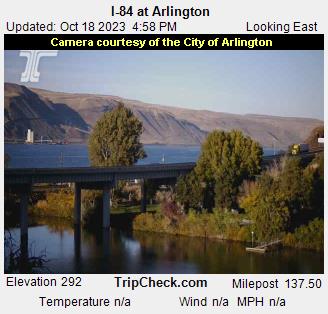 I-84 at Arlington
Updated: Oct 18 2023 4:58 PM Looking East
Camera courtesy of the City of Arlington
Elevation 292 TripCheck.com Milepost 137.50
Temperature n/a Wind n/a MPH n/a